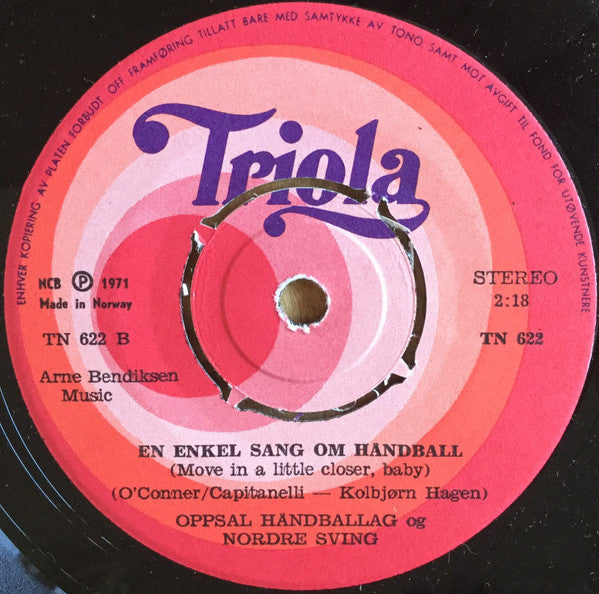 ENHVER KOPIERING AV PLATEN FORBUDT. OFF FRAMFØRING TILLATT BARE MED SAMTYKKE AV TONO, SAMT MOT AVGIFT TIL FOND FOR UTØVENDE KUNSTNERE
Triola
NCB Ⓟ 1971
Made in Norway
TN 622 B
Arne Bendiksen
Music
STEREO
2:18
TN 622
EN ENKEL SANG OM HÅNDBALL
(Move in a little closer, baby)
(O'Conner/Capitanelli — Kolbjørn Hagen)
OPPSAL HÅNDBALLAG og
NORDRE SVING